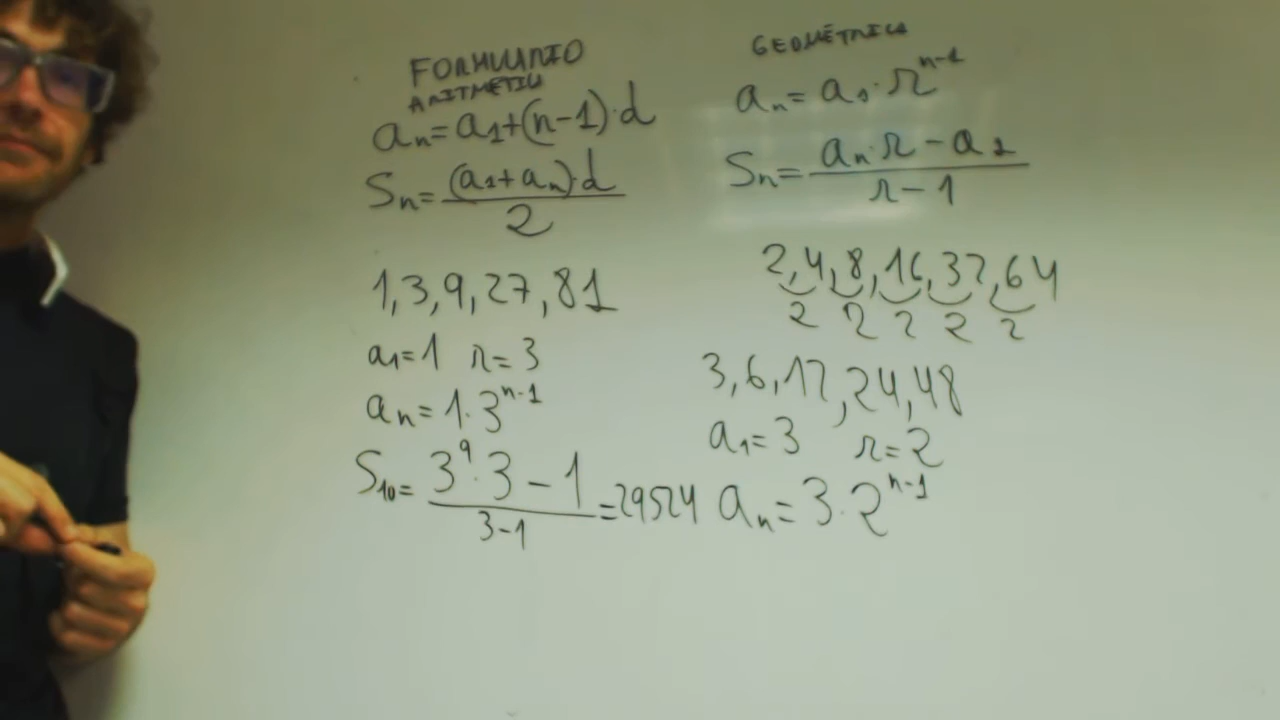 FORMULARIO
ARITMÉTICA
aₙ=a₁+(n-1)·d
Sₙ=(a₁+aₙ)·d/2
1,3,9,27,81
a₁=1 r=3
aₙ=1·3ⁿ⁻¹
S₁₀=3⁹·3-1/3-1=29524
GEOMÉTRICA
aₙ=a₁·rⁿ⁻¹
Sₙ=aₙ·r-a₁/r-1
2,4,8,16,32,64
2 2 2 2 2
3,6,12,24,48
a₁=3 r=2
aₙ=3·2ⁿ⁻¹